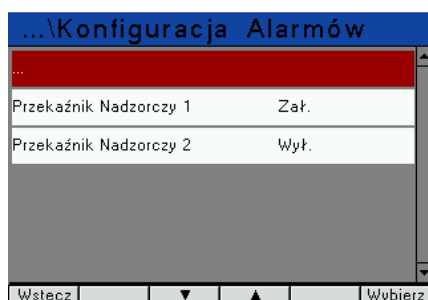 ...\Konfiguracja Alarmów
...
Przekaźnik Nadzorczy 1 Zał.
Przekaźnik Nadzorczy 2 Wył.
Wstecz ▼ ▲ Wybierz